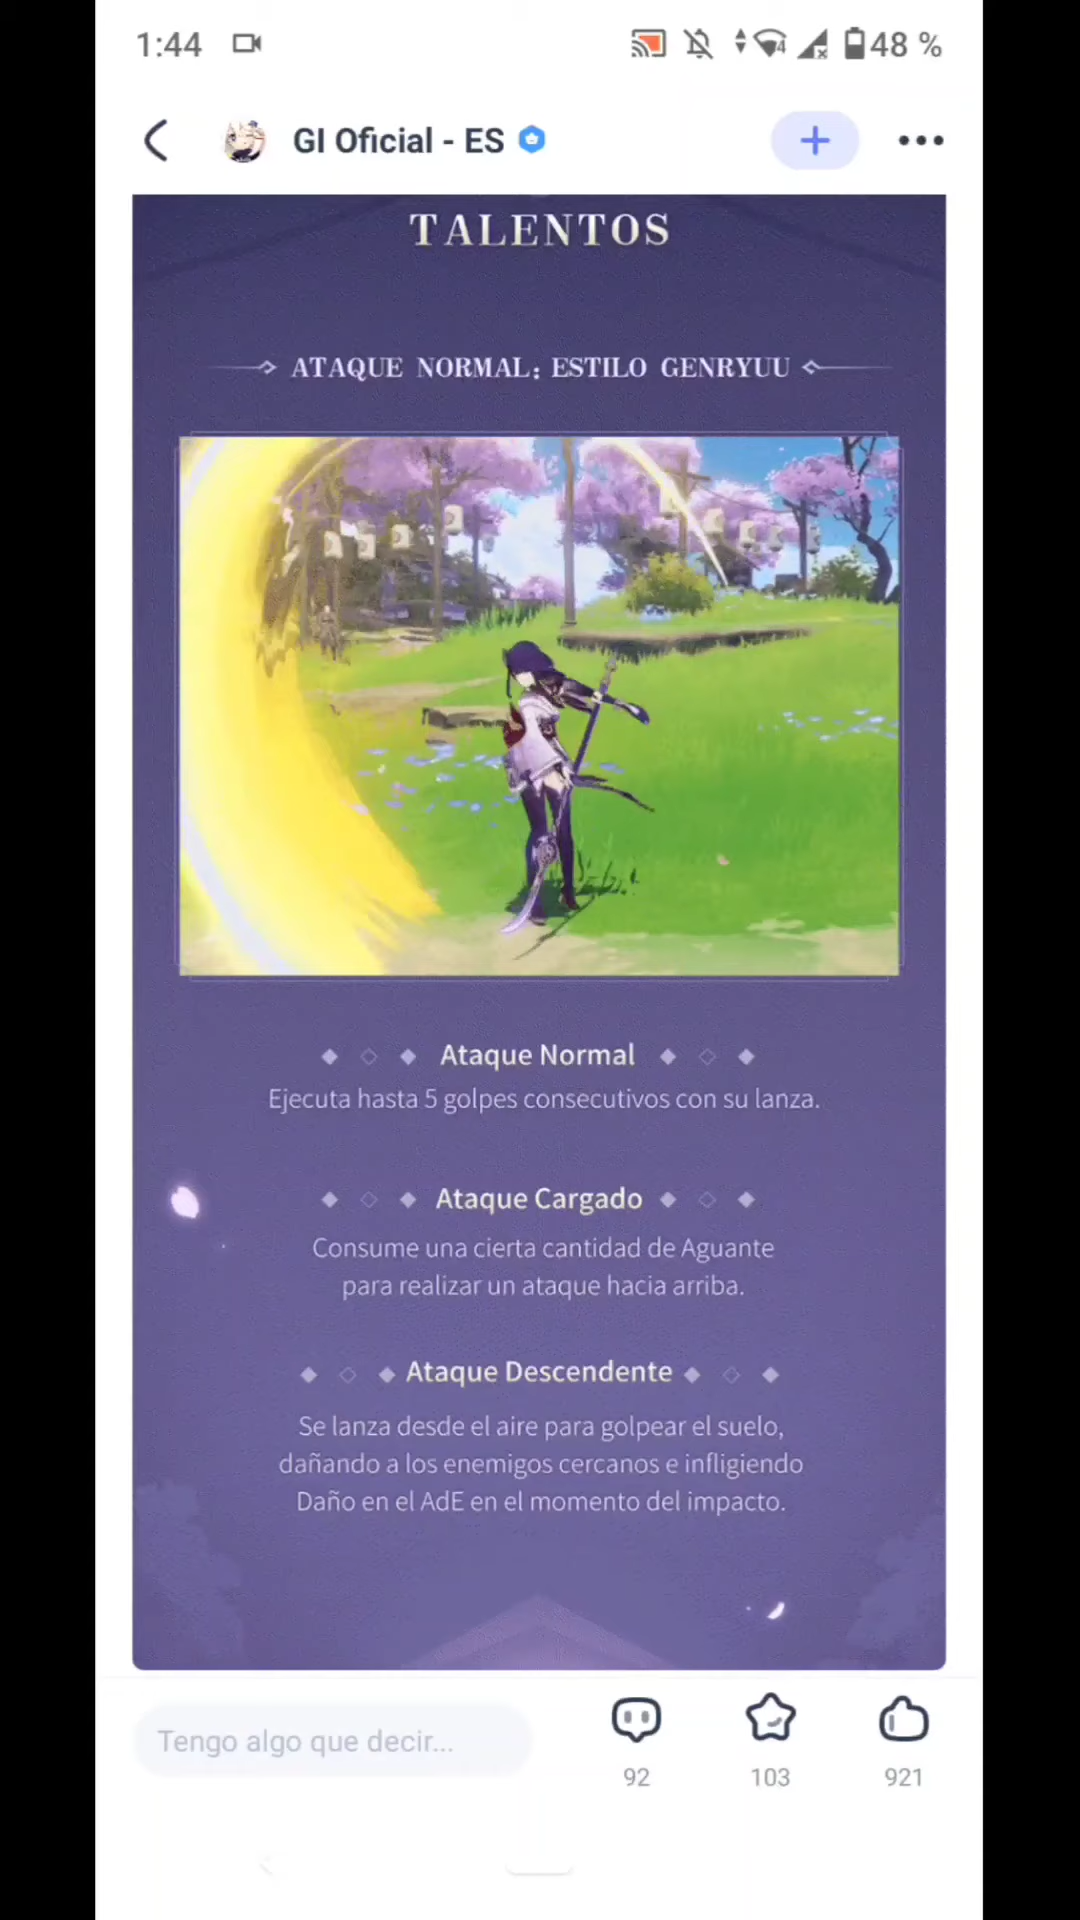 1:44
4
48 %
GI Oficial - ES
TALENTOS
ATAQUE NORMAL: ESTILO GENRYUU
Ataque Normal
Ejecuta hasta 5 golpes consecutivos con su lanza.
Ataque Cargado
Consume una cierta cantidad de Aguante
para realizar un ataque hacia arriba.
Ataque Descendente
Se lanza desde el aire para golpear el suelo,
dañando a los enemigos cercanos e infligiendo
Daño en el AdE en el momento del impacto.
Tengo algo que decir...
92
103
921